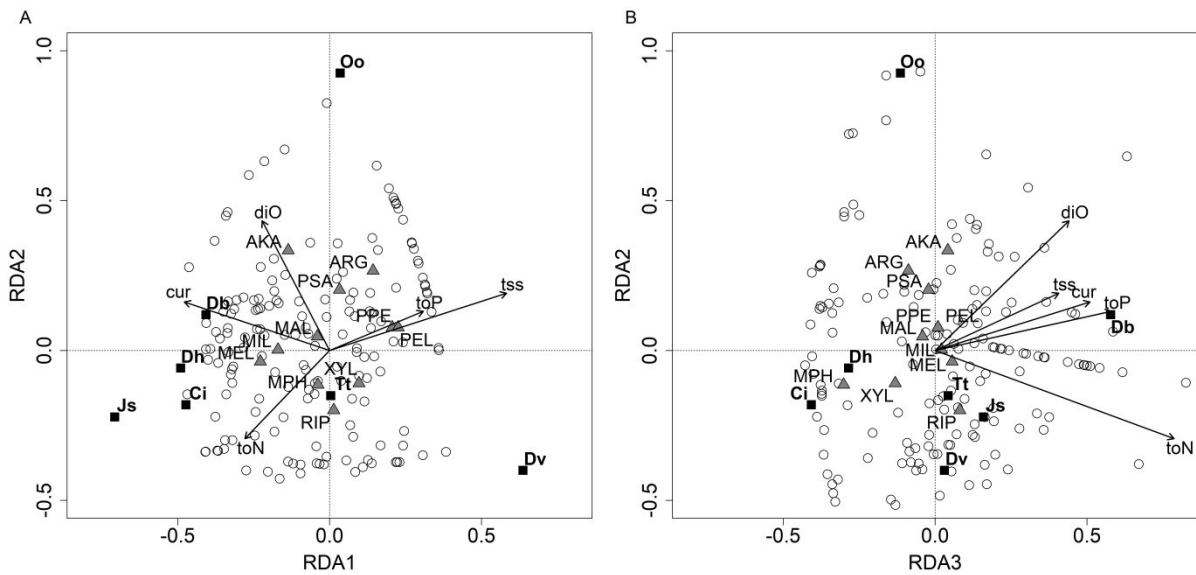 A
B
1.0
0.5
0.0
-0.5
RDA2
Oo
diO
AKA
ARG
PSA
tss
cur
Db
toP
PPE
PEL
MAL
MIL
MEL
Dh
XYL
MPH
Tt
Ci
Js
RIP
toN
Dv
-0.5 0.0 0.5
RDA1
1.0
0.5
0.0
-0.5
RDA2
Oo
diO
AKA
ARG
PSA
tss
cur
toP
PPE
PEL
Db
MAL
MIL
MEL
Dh
MPH
XYL
Tt
Ci
Js
RIP
toN
Dv
-0.5 0.0 0.5
RDA3